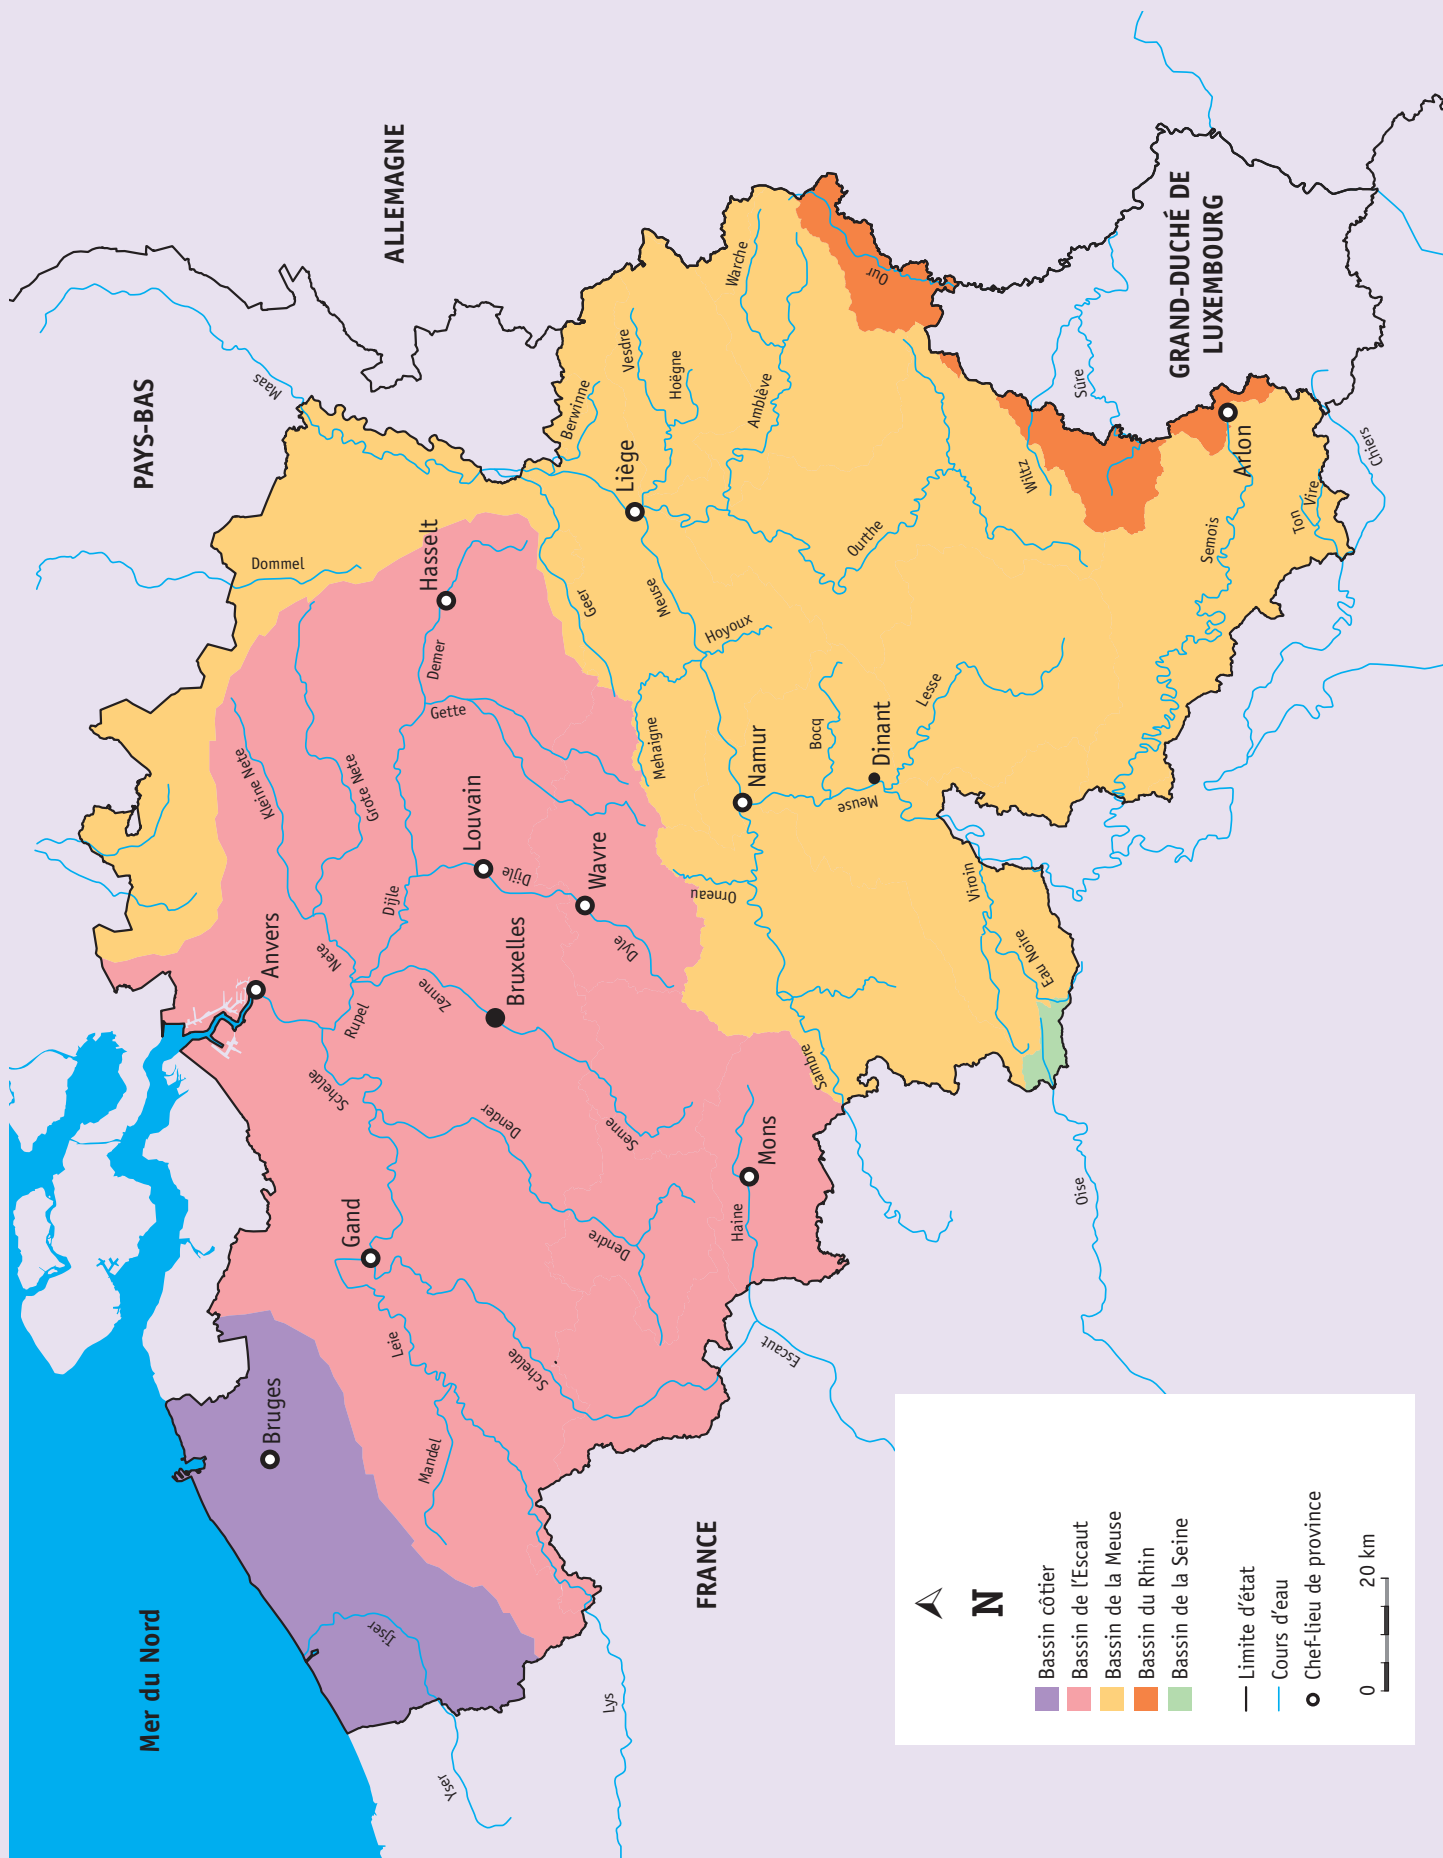 Mer du Nord
PAYS-BAS
ALLEMAGNE
FRANCE
GRAND-DUCHÉ DE
LUXEMBOURG
Bruges
Gand
Anvers
Hasselt
Louvain
Bruxelles
Wavre
Liège
Mons
Namur
Dinant
Arlon
Maas
Dommel
Kleine Nete
Grote Nete
Nete
Rupel
Schelde
Demer
Gette
Dijle
Dijle
Dyle
Zenne
Senne
Dender
Dendre
Leie
Mandel
Schelde
IJser
Yser
Lys
Escaut
Haine
Geer
Meuse
Mehaigne
Hoyoux
Berwinne
Vesdre
Hoëgne
Warche
Amblève
Our
Ourthe
Orneau
Sambre
Bocq
Meuse
Lesse
Viroin
Eau Noire
Oise
Wiltz
Sûre
Semois
Ton
Vire
Chiers
N
Bassin côtier
Bassin de l'Escaut
Bassin de la Meuse
Bassin du Rhin
Bassin de la Seine
Limite d'état
Cours d'eau
Chef-lieu de province
0
20 km